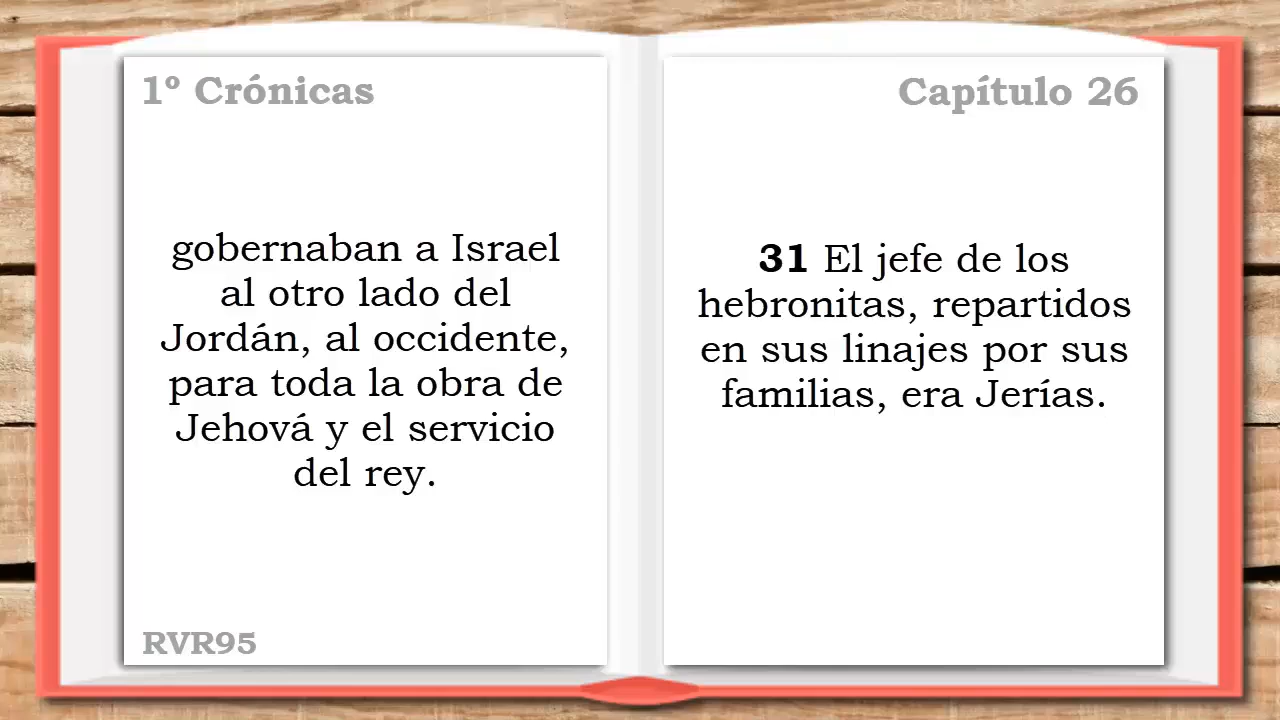 1º Crónicas
gobernaban a Israel
al otro lado del
Jordán, al occidente,
para toda la obra de
Jehová y el servicio
del rey.
RVR95
Capítulo 26
31 El jefe de los
hebronitas, repartidos
en sus linajes por sus
familias, era Jerías.